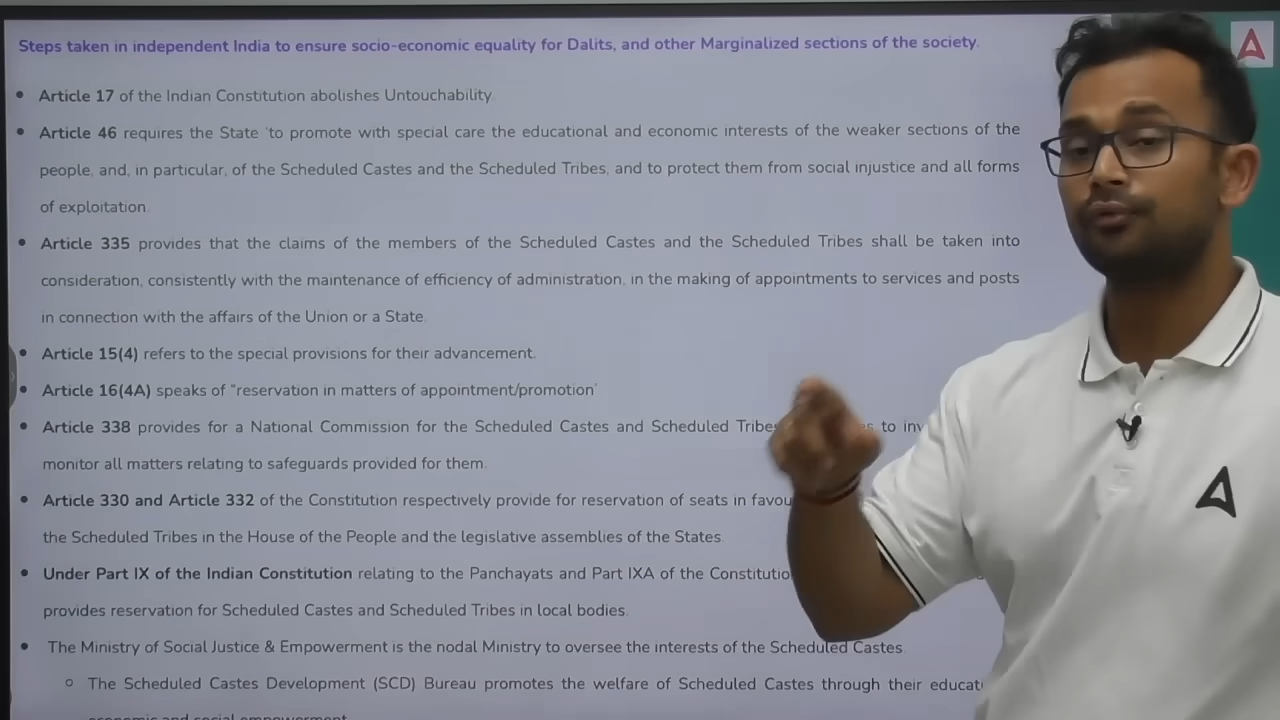 Steps taken in independent India to ensure socio-economic equality for Dalits, and other Marginalized sections of the society.
• Article 17 of the Indian Constitution abolishes Untouchability.
• Article 46 requires the State 'to promote with special care the educational and economic interests of the weaker sections of the
people, and, in particular, of the Scheduled Castes and the Scheduled Tribes, and to protect them from social injustice and all forms
of exploitation.
• Article 335 provides that the claims of the members of the Scheduled Castes and the Scheduled Tribes shall be taken into
consideration, consistently with the maintenance of efficiency of administration, in the making of appointments to services and posts
in connection with the affairs of the Union or a State.
• Article 15(4) refers to the special provisions for their advancement.
• Article 16(4A) speaks of "reservation in matters of appointment/promotion'
• Article 338 provides for a National Commission for the Scheduled Castes and Scheduled Tribes to
monitor all matters relating to safeguards provided for them.
• Article 330 and Article 332 of the Constitution respectively provide for reservation of seats in
the Scheduled Tribes in the House of the People and the legislative assemblies of the States.
• Under Part IX of the Indian Constitution relating to the Panchayats and Part IXA of the
provides reservation for Scheduled Castes and Scheduled Tribes in local bodies.
• The Ministry of Social Justice & Empowerment is the nodal Ministry to oversee the interests of the Scheduled Castes.
○ The Scheduled Castes Development (SCD) Bureau promotes the welfare of Scheduled Castes through their
economic and social empowerment